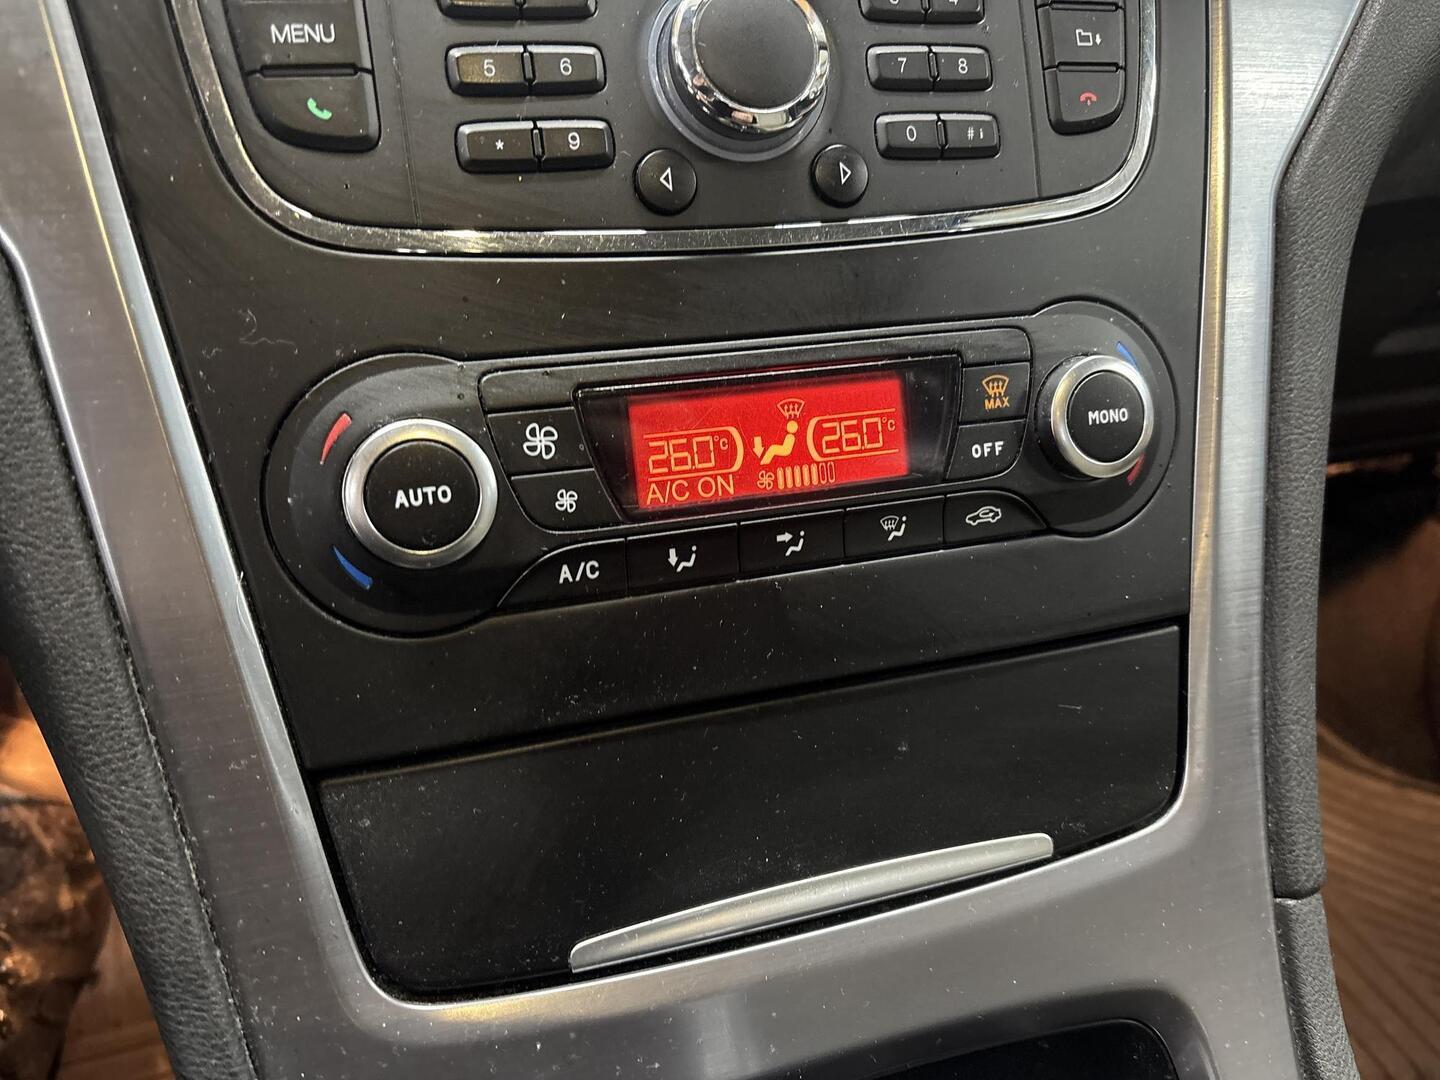 MENU
5 6
7 8
* 9
0 #i
MAX
MONO
26.0°C 26.0°C
OFF
AUTO
A/C ON
A/C